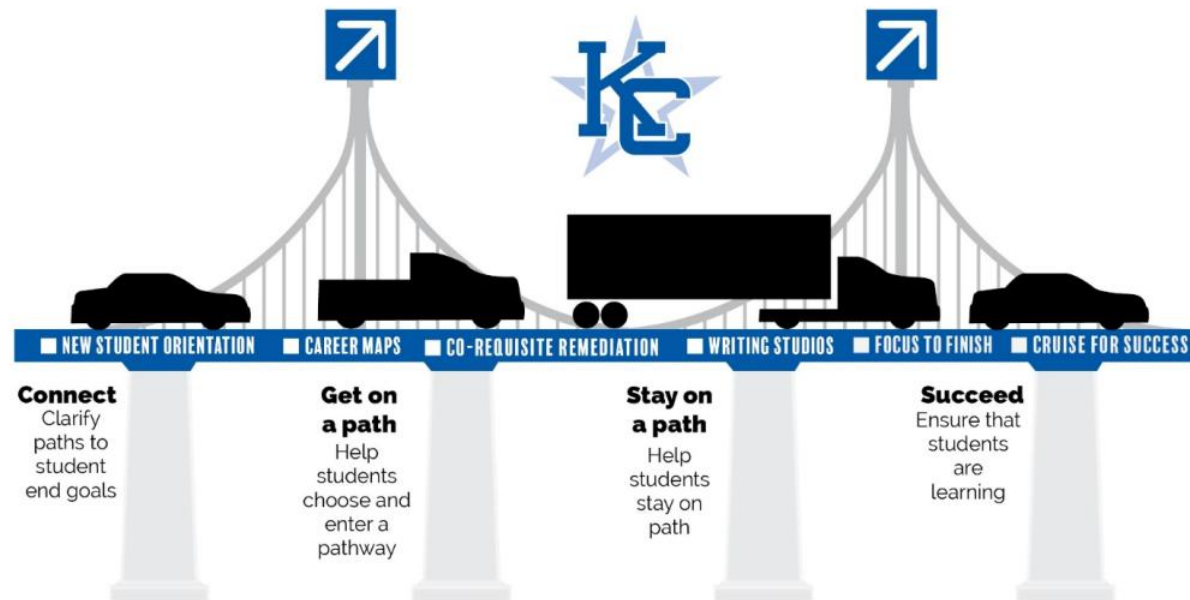 KC
NEW STUDENT ORIENTATION
CAREER MAPS
CO-REQUISITE REMEDIATION
WRITING STUDIOS
FOCUS TO FINISH
CRUISE FOR SUCCESS
Connect
Clarify
paths to
student
end goals
Get on
a path
Help
students
choose and
enter a
pathway
Stay on
a path
Help
students
stay on
path
Succeed
Ensure that
students
are
learning